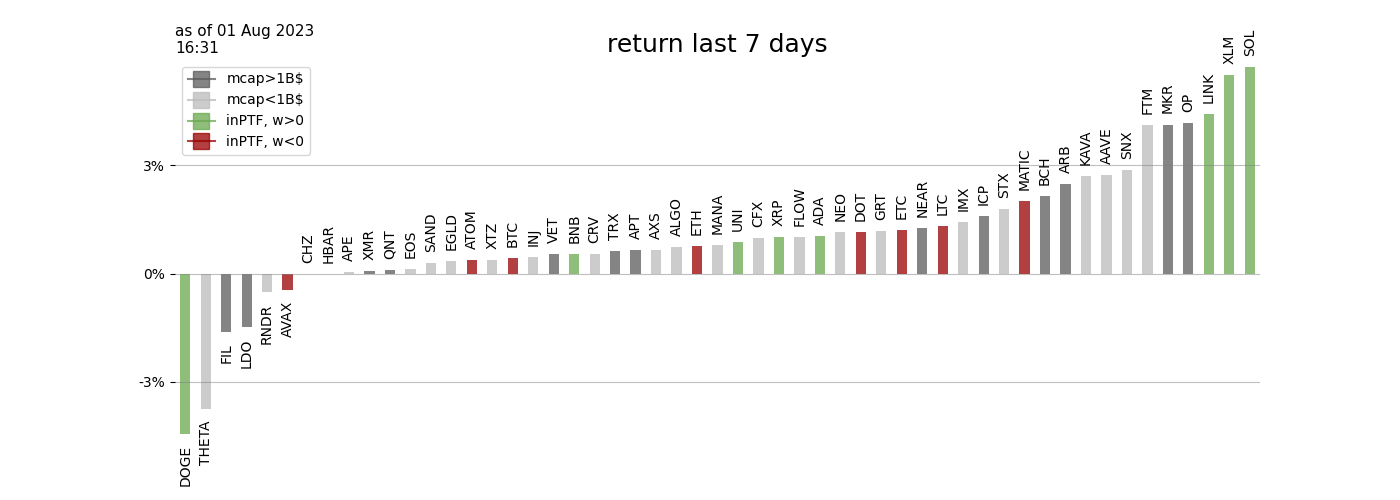 as of 01 Aug 2023
16:31
return last 7 days
mcap>1B$
mcap<1B$
inPTF, w>0
inPTF, w<0
3%
0%
-3%
DOGE
THETA
FIL
LDO
RNDR
AVAX
CHZ
HBAR
APE
XMR
QNT
EOS
SAND
EGLD
ATOM
XTZ
BTC
INJ
VET
BNB
CRV
TRX
APT
AXS
ALGO
ETH
MANA
UNI
CFX
XRP
FLOW
ADA
NEO
DOT
GRT
ETC
NEAR
LTC
IMX
ICP
STX
MATIC
BCH
ARB
KAVA
AAVE
SNX
FTM
MKR
OP
LINK
XLM
SOL